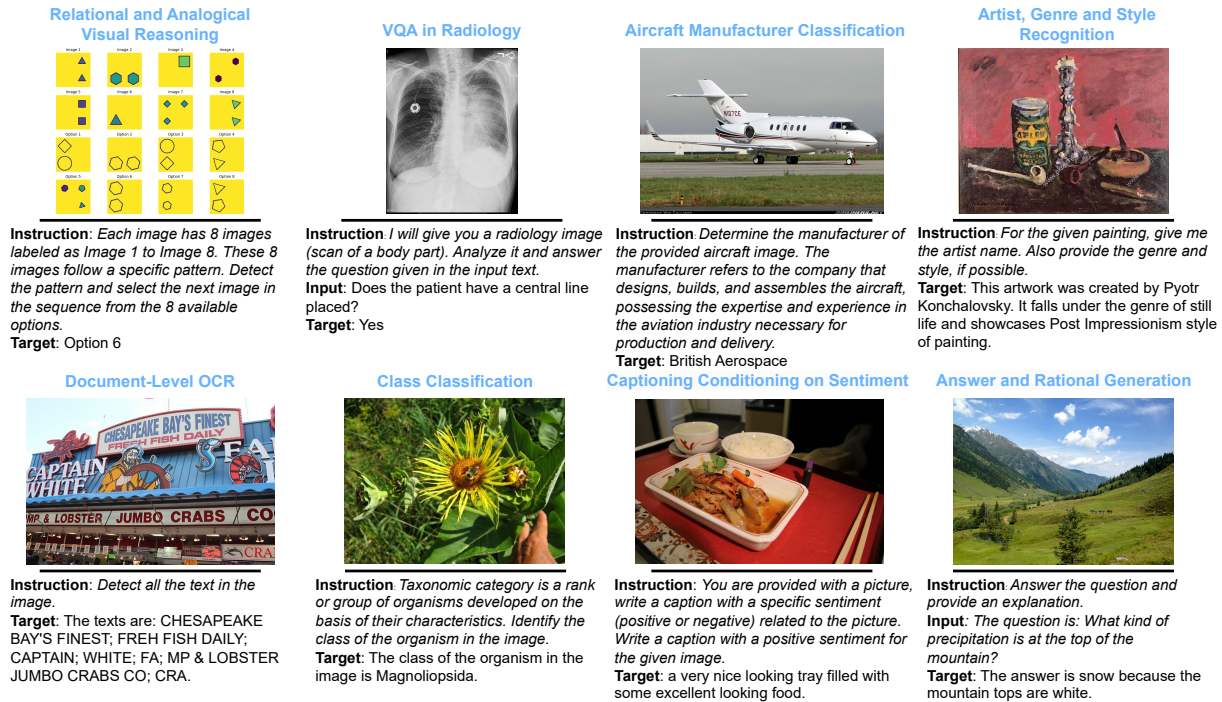 Relational and Analogical
Visual Reasoning
Image 1 Image 2 Image 3 Image 4
Image 5 Image 6 Image 7 Image 8
Option 1 Option 2 Option 3 Option 4
Option 5 Option 6 Option 7 Option 8
Instruction: Each image has 8 images
labeled as Image 1 to Image 8. These 8
images follow a specific pattern. Detect
the pattern and select the next image in
the sequence from the 8 available
options.
Target: Option 6
VQA in Radiology
Instruction: I will give you a radiology image
(scan of a body part). Analyze it and answer
the question given in the input text.
Input: Does the patient have a central line
placed?
Target: Yes
Aircraft Manufacturer Classification
Instruction: Determine the manufacturer of
the provided aircraft image. The
manufacturer refers to the company that
designs, builds, and assembles the aircraft,
possessing the expertise and experience in
the aviation industry necessary for
production and delivery.
Target: British Aerospace
Artist, Genre and Style
Recognition
Instruction: For the given painting, give me
the artist name. Also provide the genre and
style, if possible.
Target: This artwork was created by Pyotr
Konchalovsky. It falls under the genre of still
life and showcases Post Impressionism style
of painting.
Document-Level OCR
CHESAPEAKE BAY'S FINEST
FRESH FISH DAILY
CAPTAIN
WHITE
SEA
MP & LOBSTER JUMBO CRABS CO
CRA
Instruction: Detect all the text in the
image.
Target: The texts are: CHESAPEAKE
BAY'S FINEST; FREH FISH DAILY;
CAPTAIN; WHITE; FA; MP & LOBSTER
JUMBO CRABS CO; CRA.
Class Classification
Instruction: Taxonomic category is a rank
or group of organisms developed on the
basis of their characteristics. Identify the
class of the organism in the image.
Target: The class of the organism in the
image is Magnoliopsida.
Captioning Conditioning on Sentiment
Instruction: You are provided with a picture,
write a caption with a specific sentiment
(positive or negative) related to the picture.
Write a caption with a positive sentiment for
the given image.
Target: a very nice looking tray filled with
some excellent looking food.
Answer and Rational Generation
Instruction: Answer the question and
provide an explanation.
Input: The question is: What kind of
precipitation is at the top of the
mountain?
Target: The answer is snow because the
mountain tops are white.